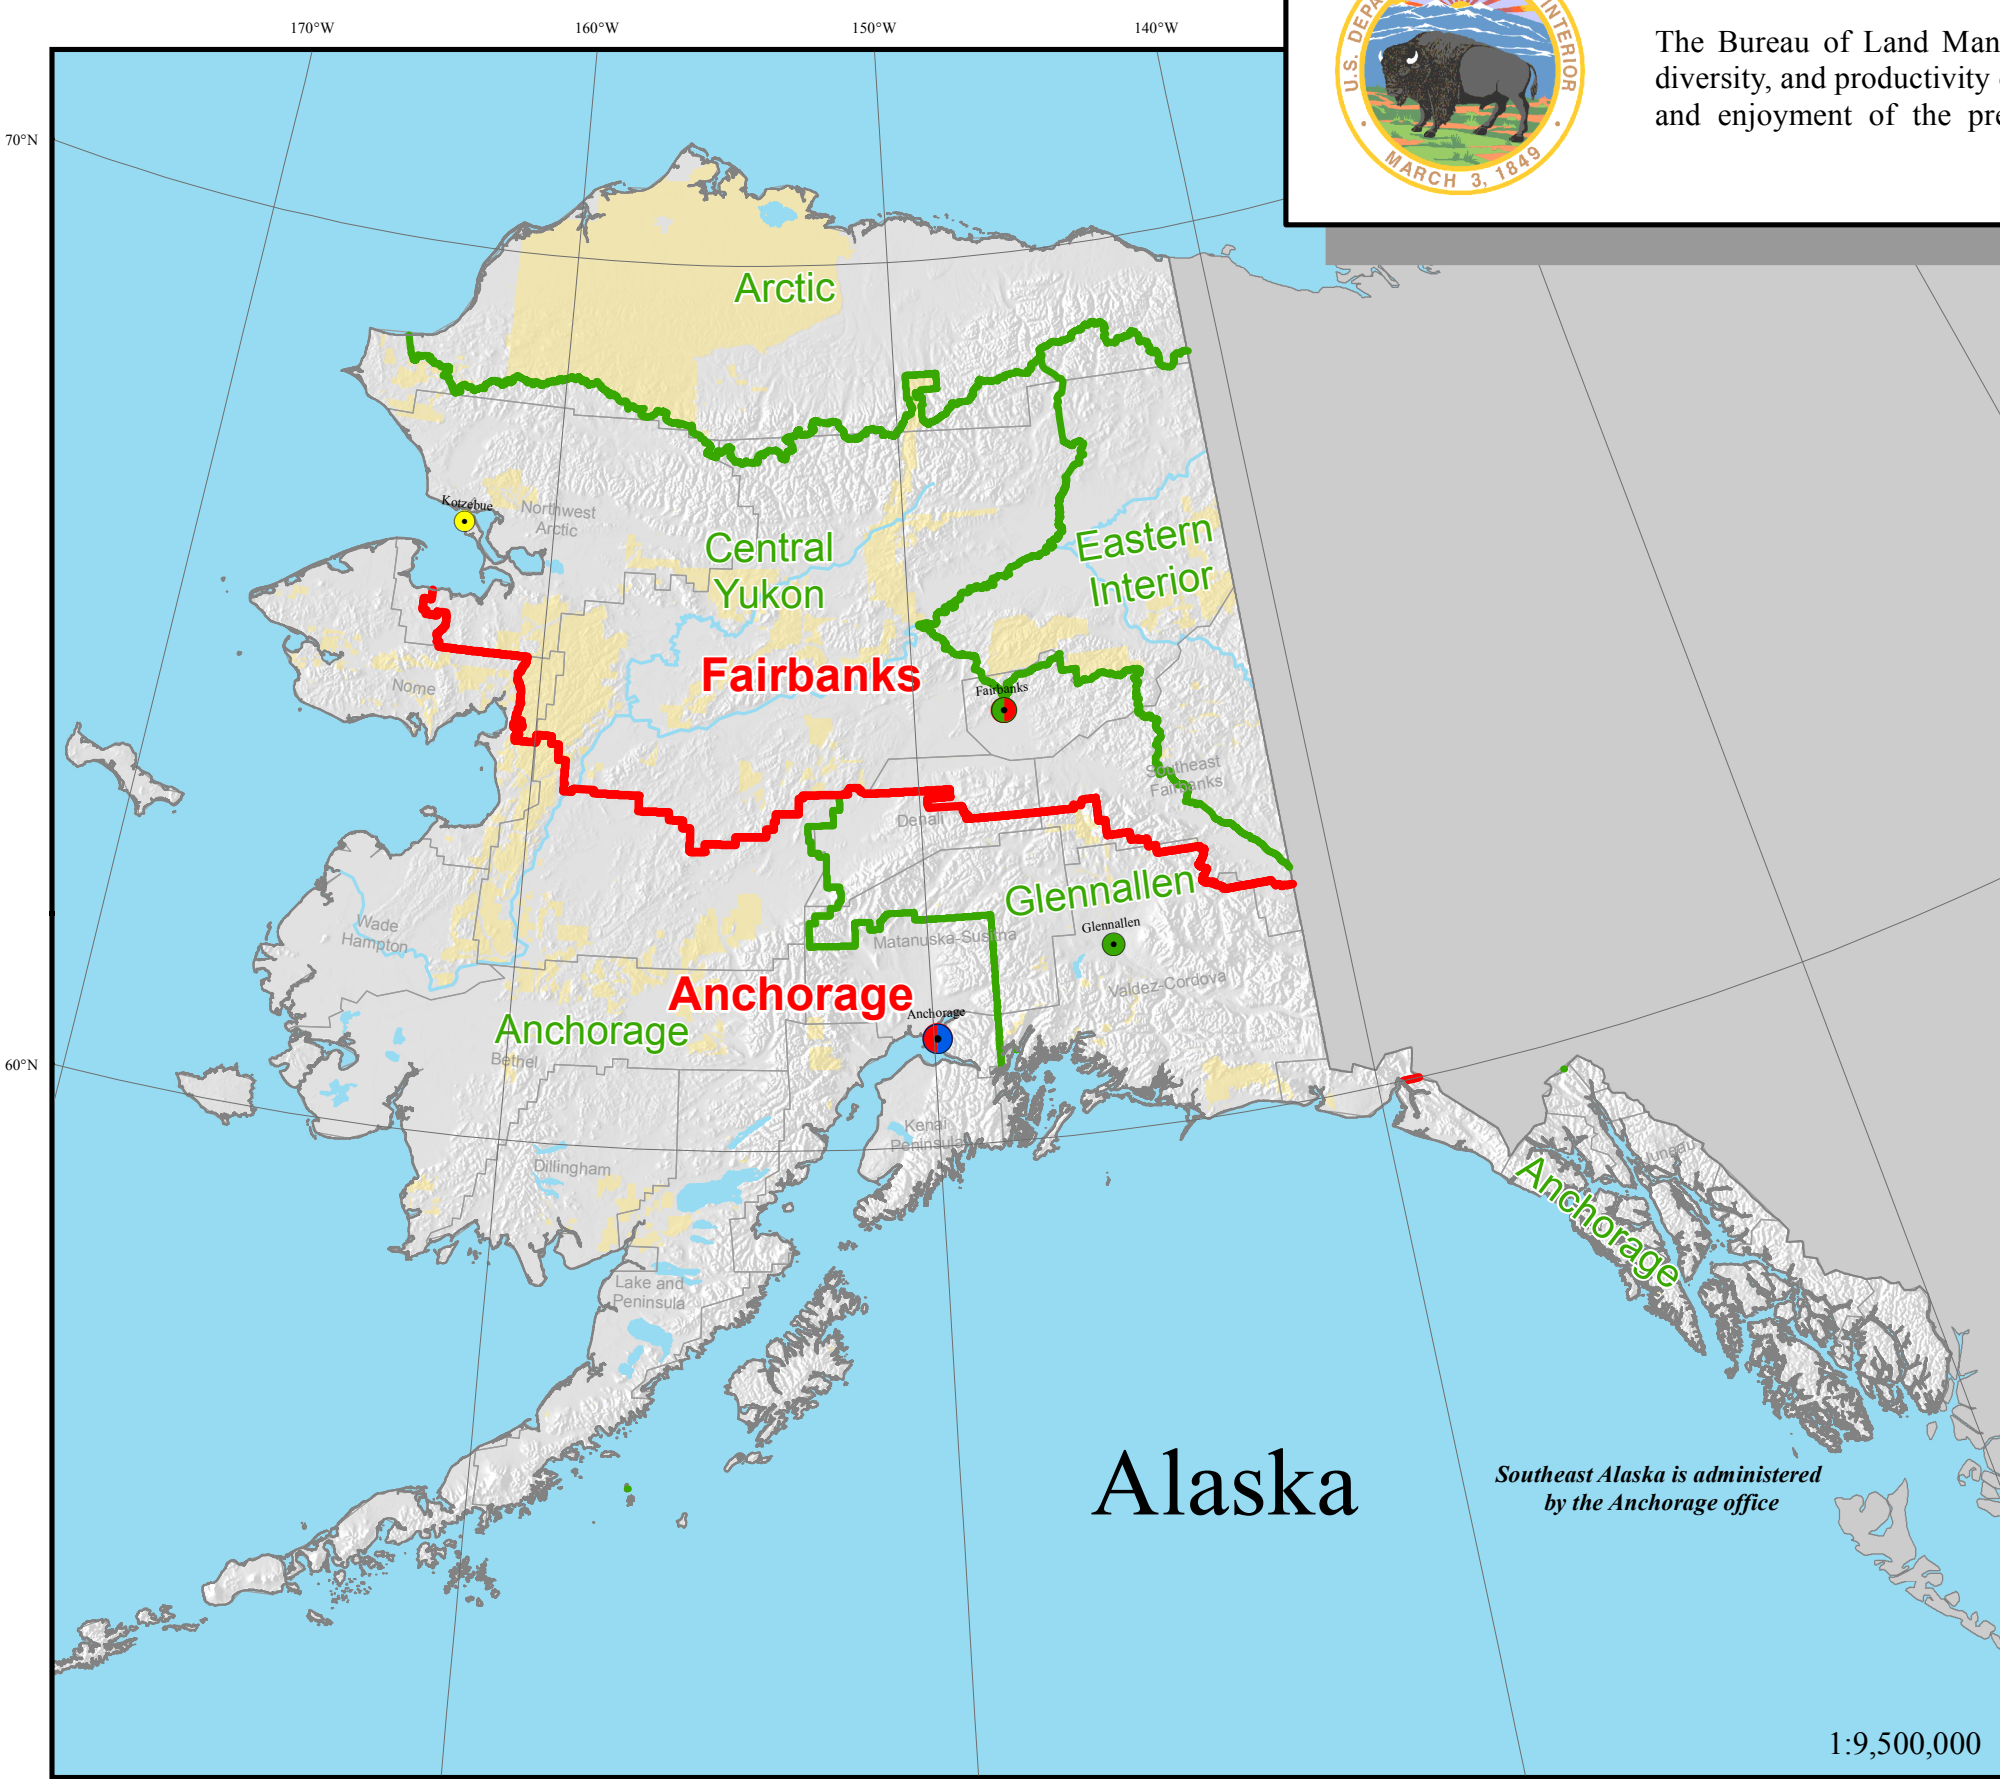 170°W
160°W
150°W
140°W
U.S. DEPA
INTERIOR
MARCH 3, 1849
The Bureau of Land Man
diversity, and productivity
and enjoyment of the pre
70°N
Arctic
Kotzebue
Northwest
Arctic
Central
Yukon
Eastern
Interior
Fairbanks
Fairbanks
Nome
Southeast
Fairbanks
Denali
Glennallen
Glennallen
Wade
Hampton
Matanuska-Susitna
Valdez-Cordova
Anchorage
Anchorage
Anchorage
Bethel
60°N
Kenai
Peninsula
Dillingham
Juneau
Anchorage
Lake and
Peninsula
Alaska
Southeast Alaska is administered
by the Anchorage office
1:9,500,000